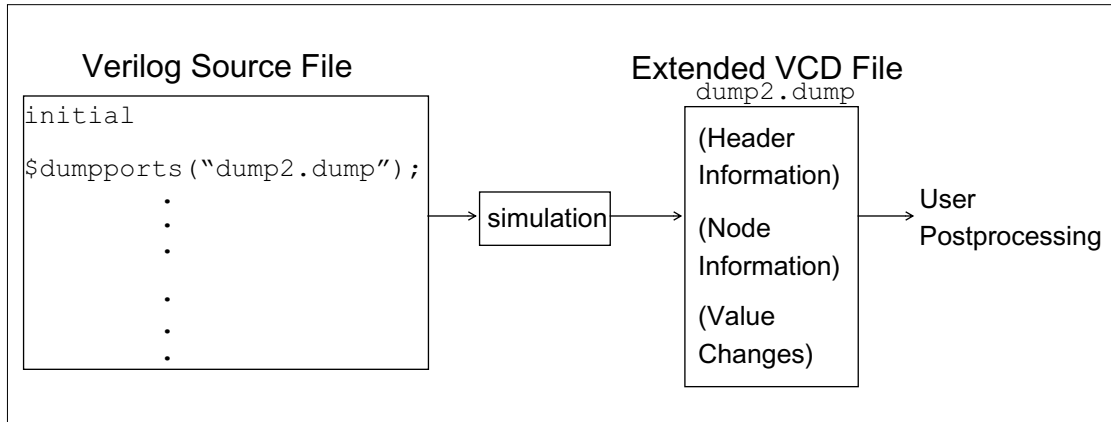 Verilog Source File
initial
$dumpports(“dump2.dump”);
.
.
.
.
.
.
simulation
Extended VCD File
dump2.dump
(Header
Information)
(Node
Information)
(Value
Changes)
User
Postprocessing